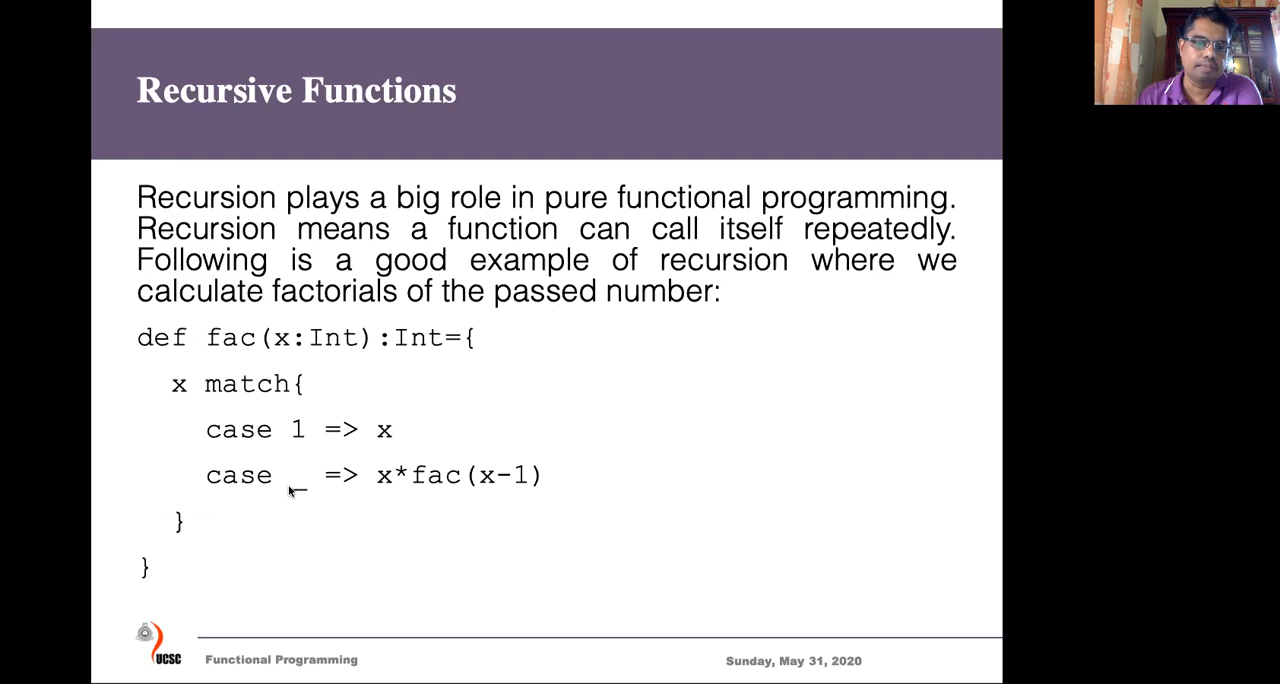 Recursive Functions
Recursion plays a big role in pure functional programming.
Recursion means a function can call itself repeatedly.
Following is a good example of recursion where we
calculate factorials of the passed number:
def fac(x:Int):Int={
x match{
case 1 => x
case _ => x*fac(x-1)
}
}
UCSC
Functional Programming
Sunday, May 31, 2020